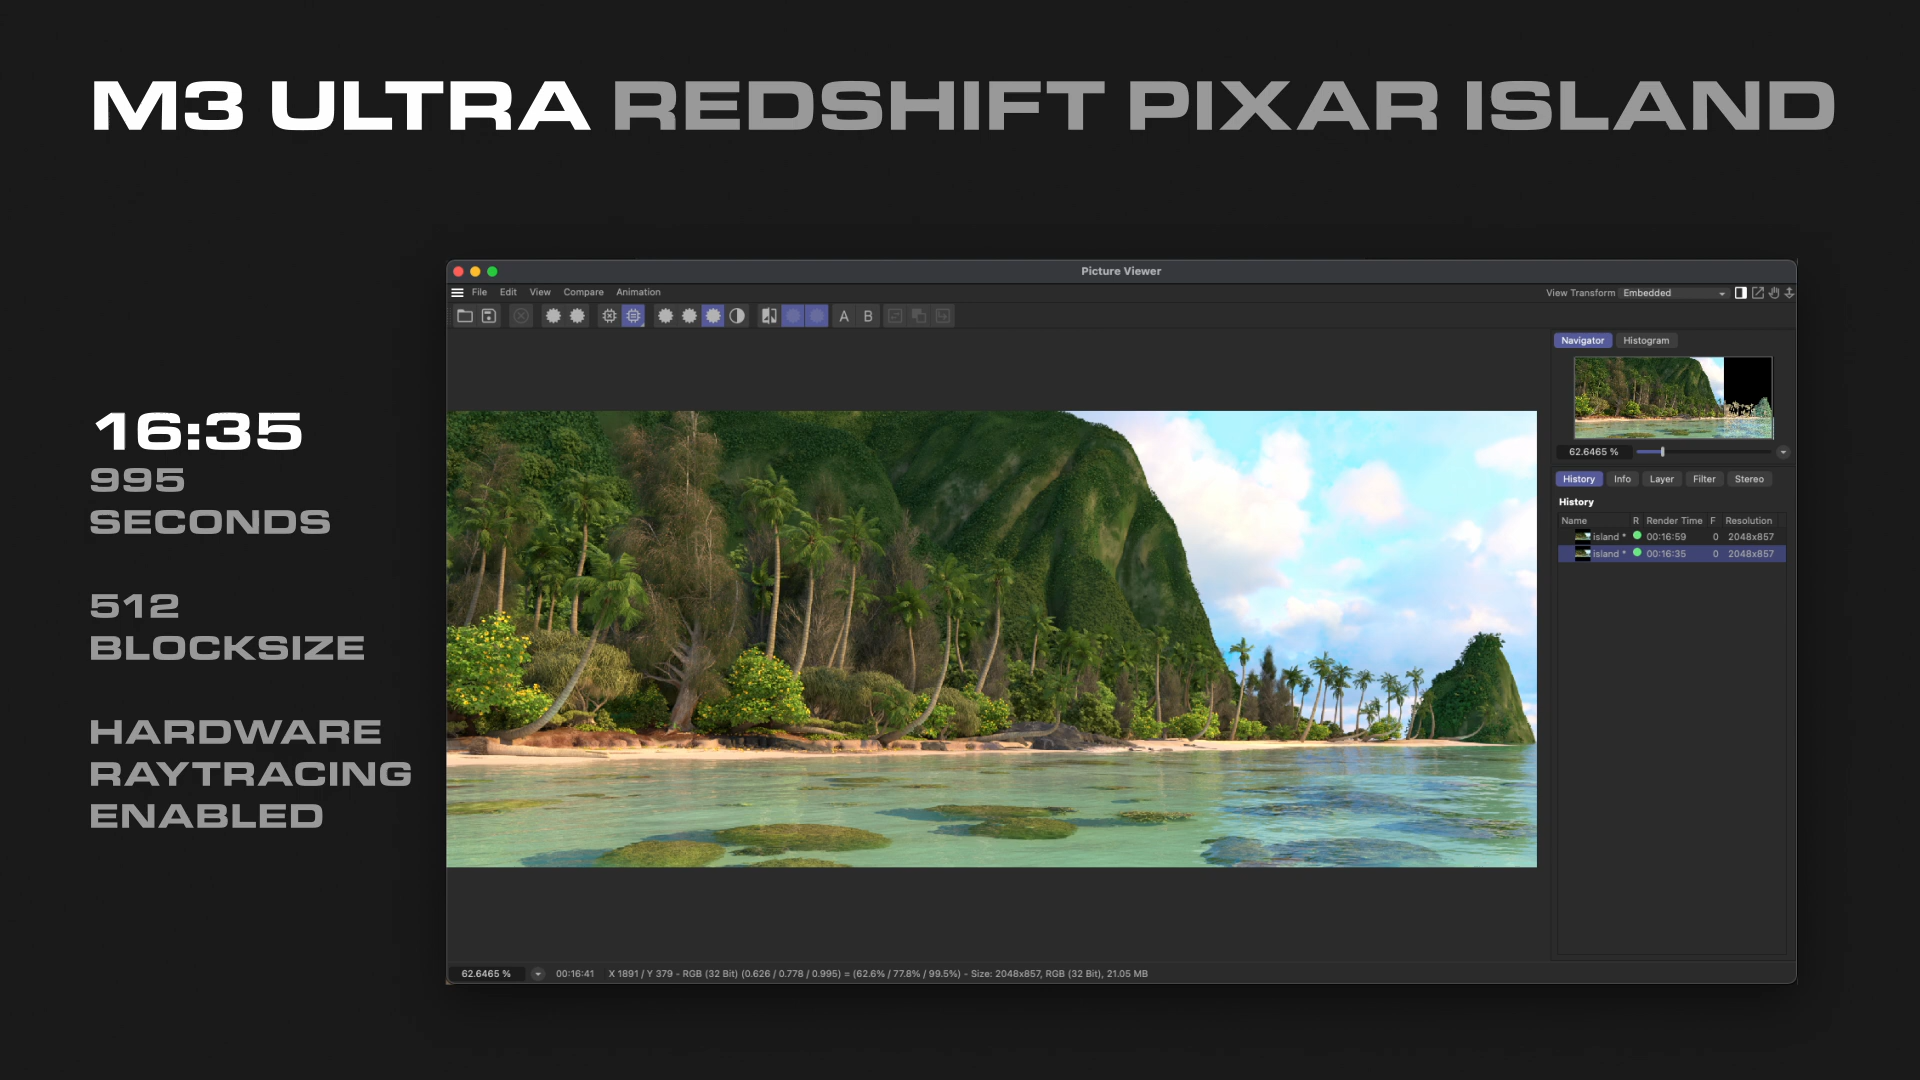 M3 ULTRA REDSHIFT PIXAR ISLAND
16:35
995
SECONDS
512
BLOCKSIZE
HARDWARE
RAYTRACING
ENABLED
Picture Viewer
File Edit View Compare Animation
View Transform Embedded
A B
Navigator Histogram
62.6465 %
History Info Layer Filter Stereo
History
Name R Render Time F Resolution
island * 00:16:59 0 2048x857
island * 00:16:35 0 2048x857
62.6465 % 00:16:41 X 1891 / Y 379 - RGB (32 Bit) (0.626 / 0.778 / 0.995) = (62.6% / 77.8% / 99.5%) - Size: 2048x857, RGB (32 Bit), 21.05 MB